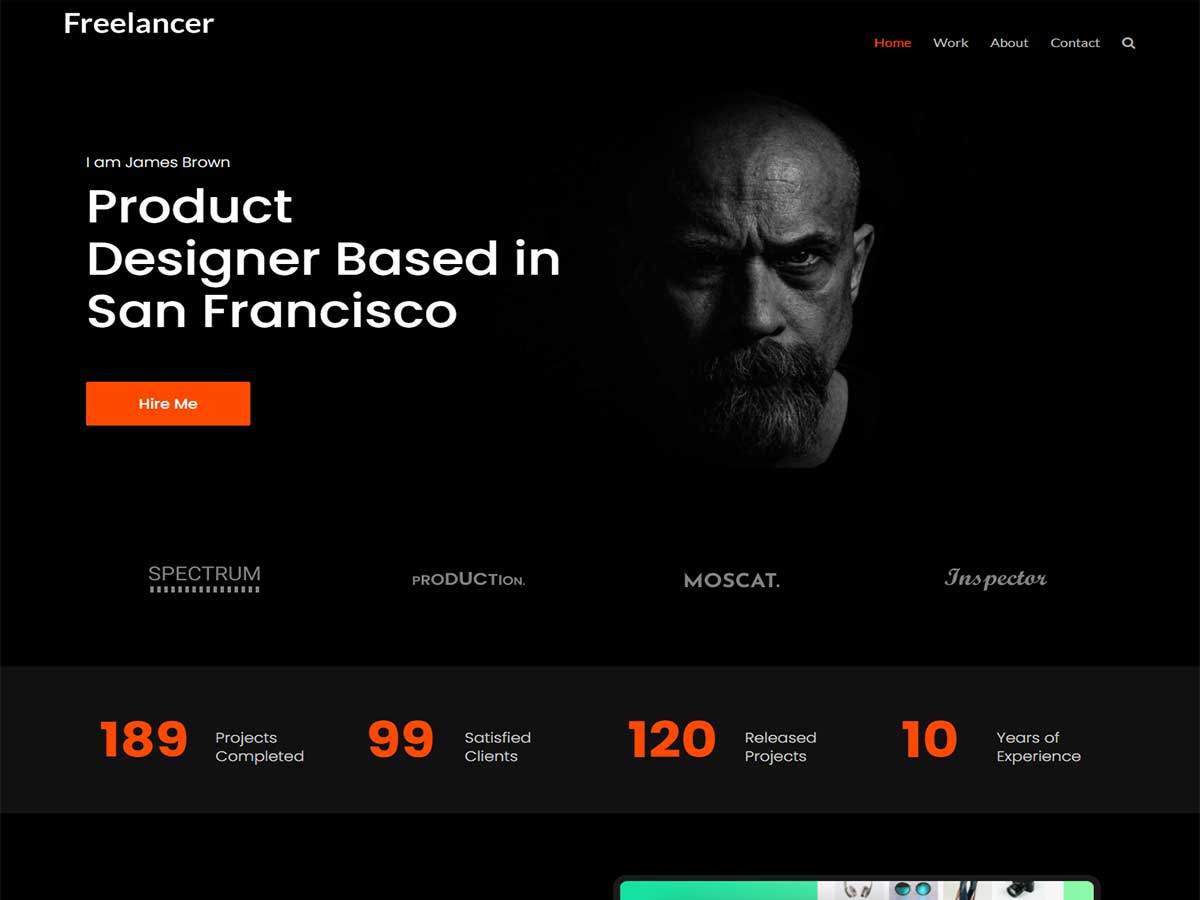 Freelancer
Home Work About Contact
I am James Brown
Product
Designer Based in
San Francisco
Hire Me
SPECTRUM
PRODUCTION.
MOSCAT.
Inspector
189 Projects
Completed
99 Satisfied
Clients
120 Released
Projects
10 Years of
Experience